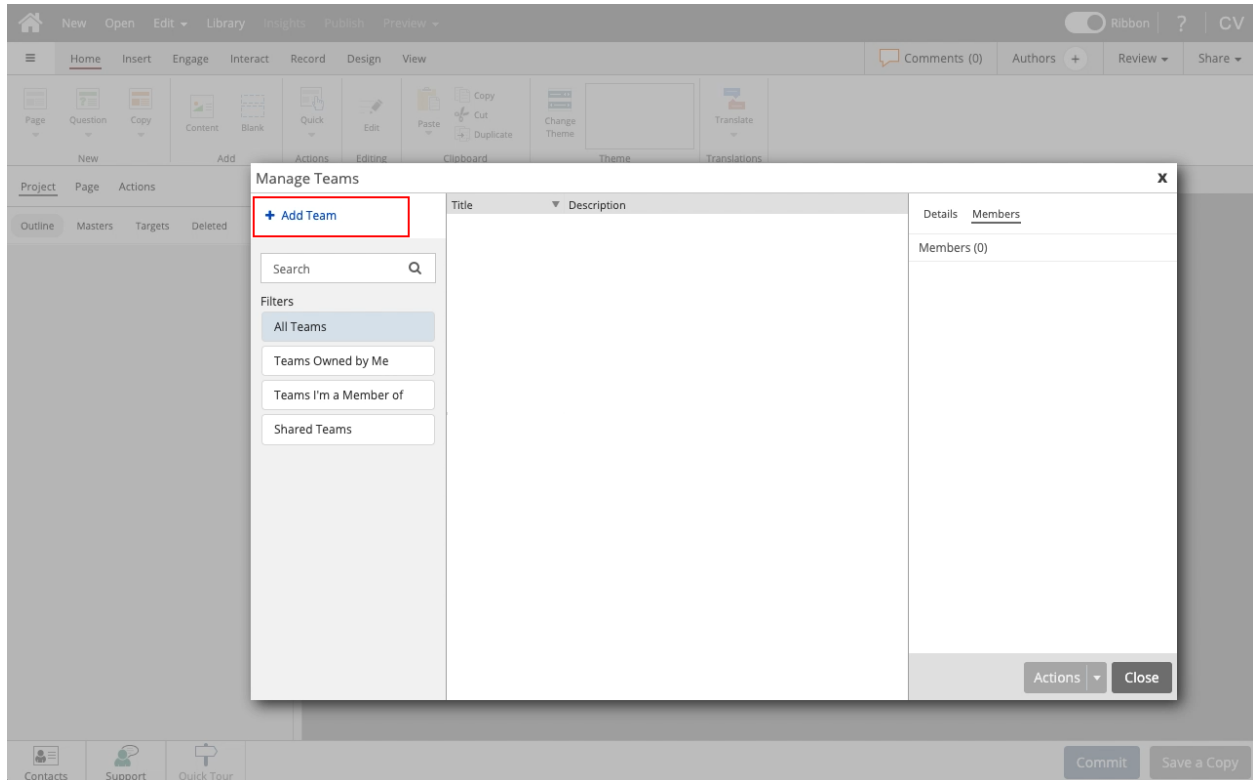 New Open Edit Library Insights Publish Preview Ribbon ? CV
Home Insert Engage Interact Record Design View Comments (0) Authors + Review Share
Page Question Copy Content Blank Quick Edit Paste Copy Cut Duplicate Change Theme Translate
New Add Actions Editing Clipboard Theme Translations
Project Page Actions
Outline Masters Targets Deleted
Manage Teams X
+ Add Team
Search
Filters
All Teams
Teams Owned by Me
Teams I'm a Member of
Shared Teams
Title Description
Details Members
Members (0)
Actions Close
Contacts Support Quick Tour Commit Save a Copy